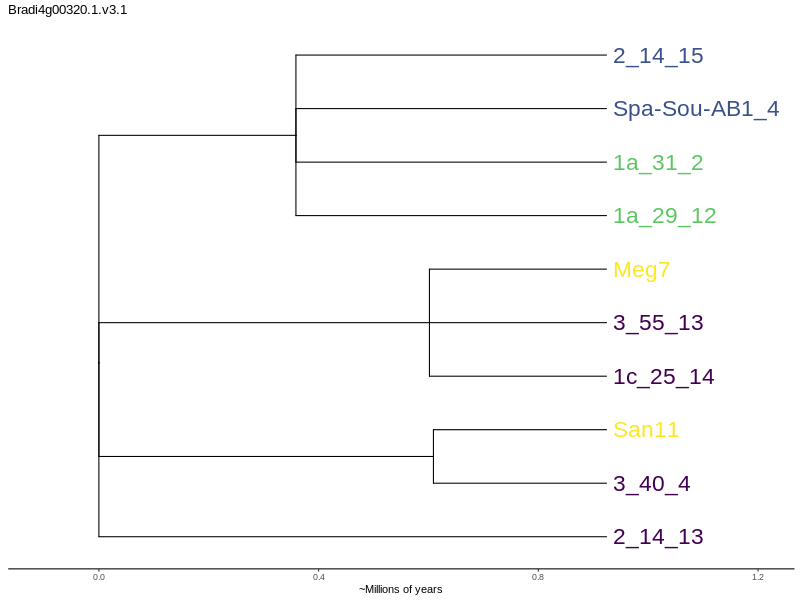 Bradi4g00320.1.v3.1
2_14_15
Spa-Sou-AB1_4
1a_31_2
1a_29_12
Meg7
3_55_13
1c_25_14
San11
3_40_4
2_14_13
0.0 0.4 0.8 1.2
~Millions of years